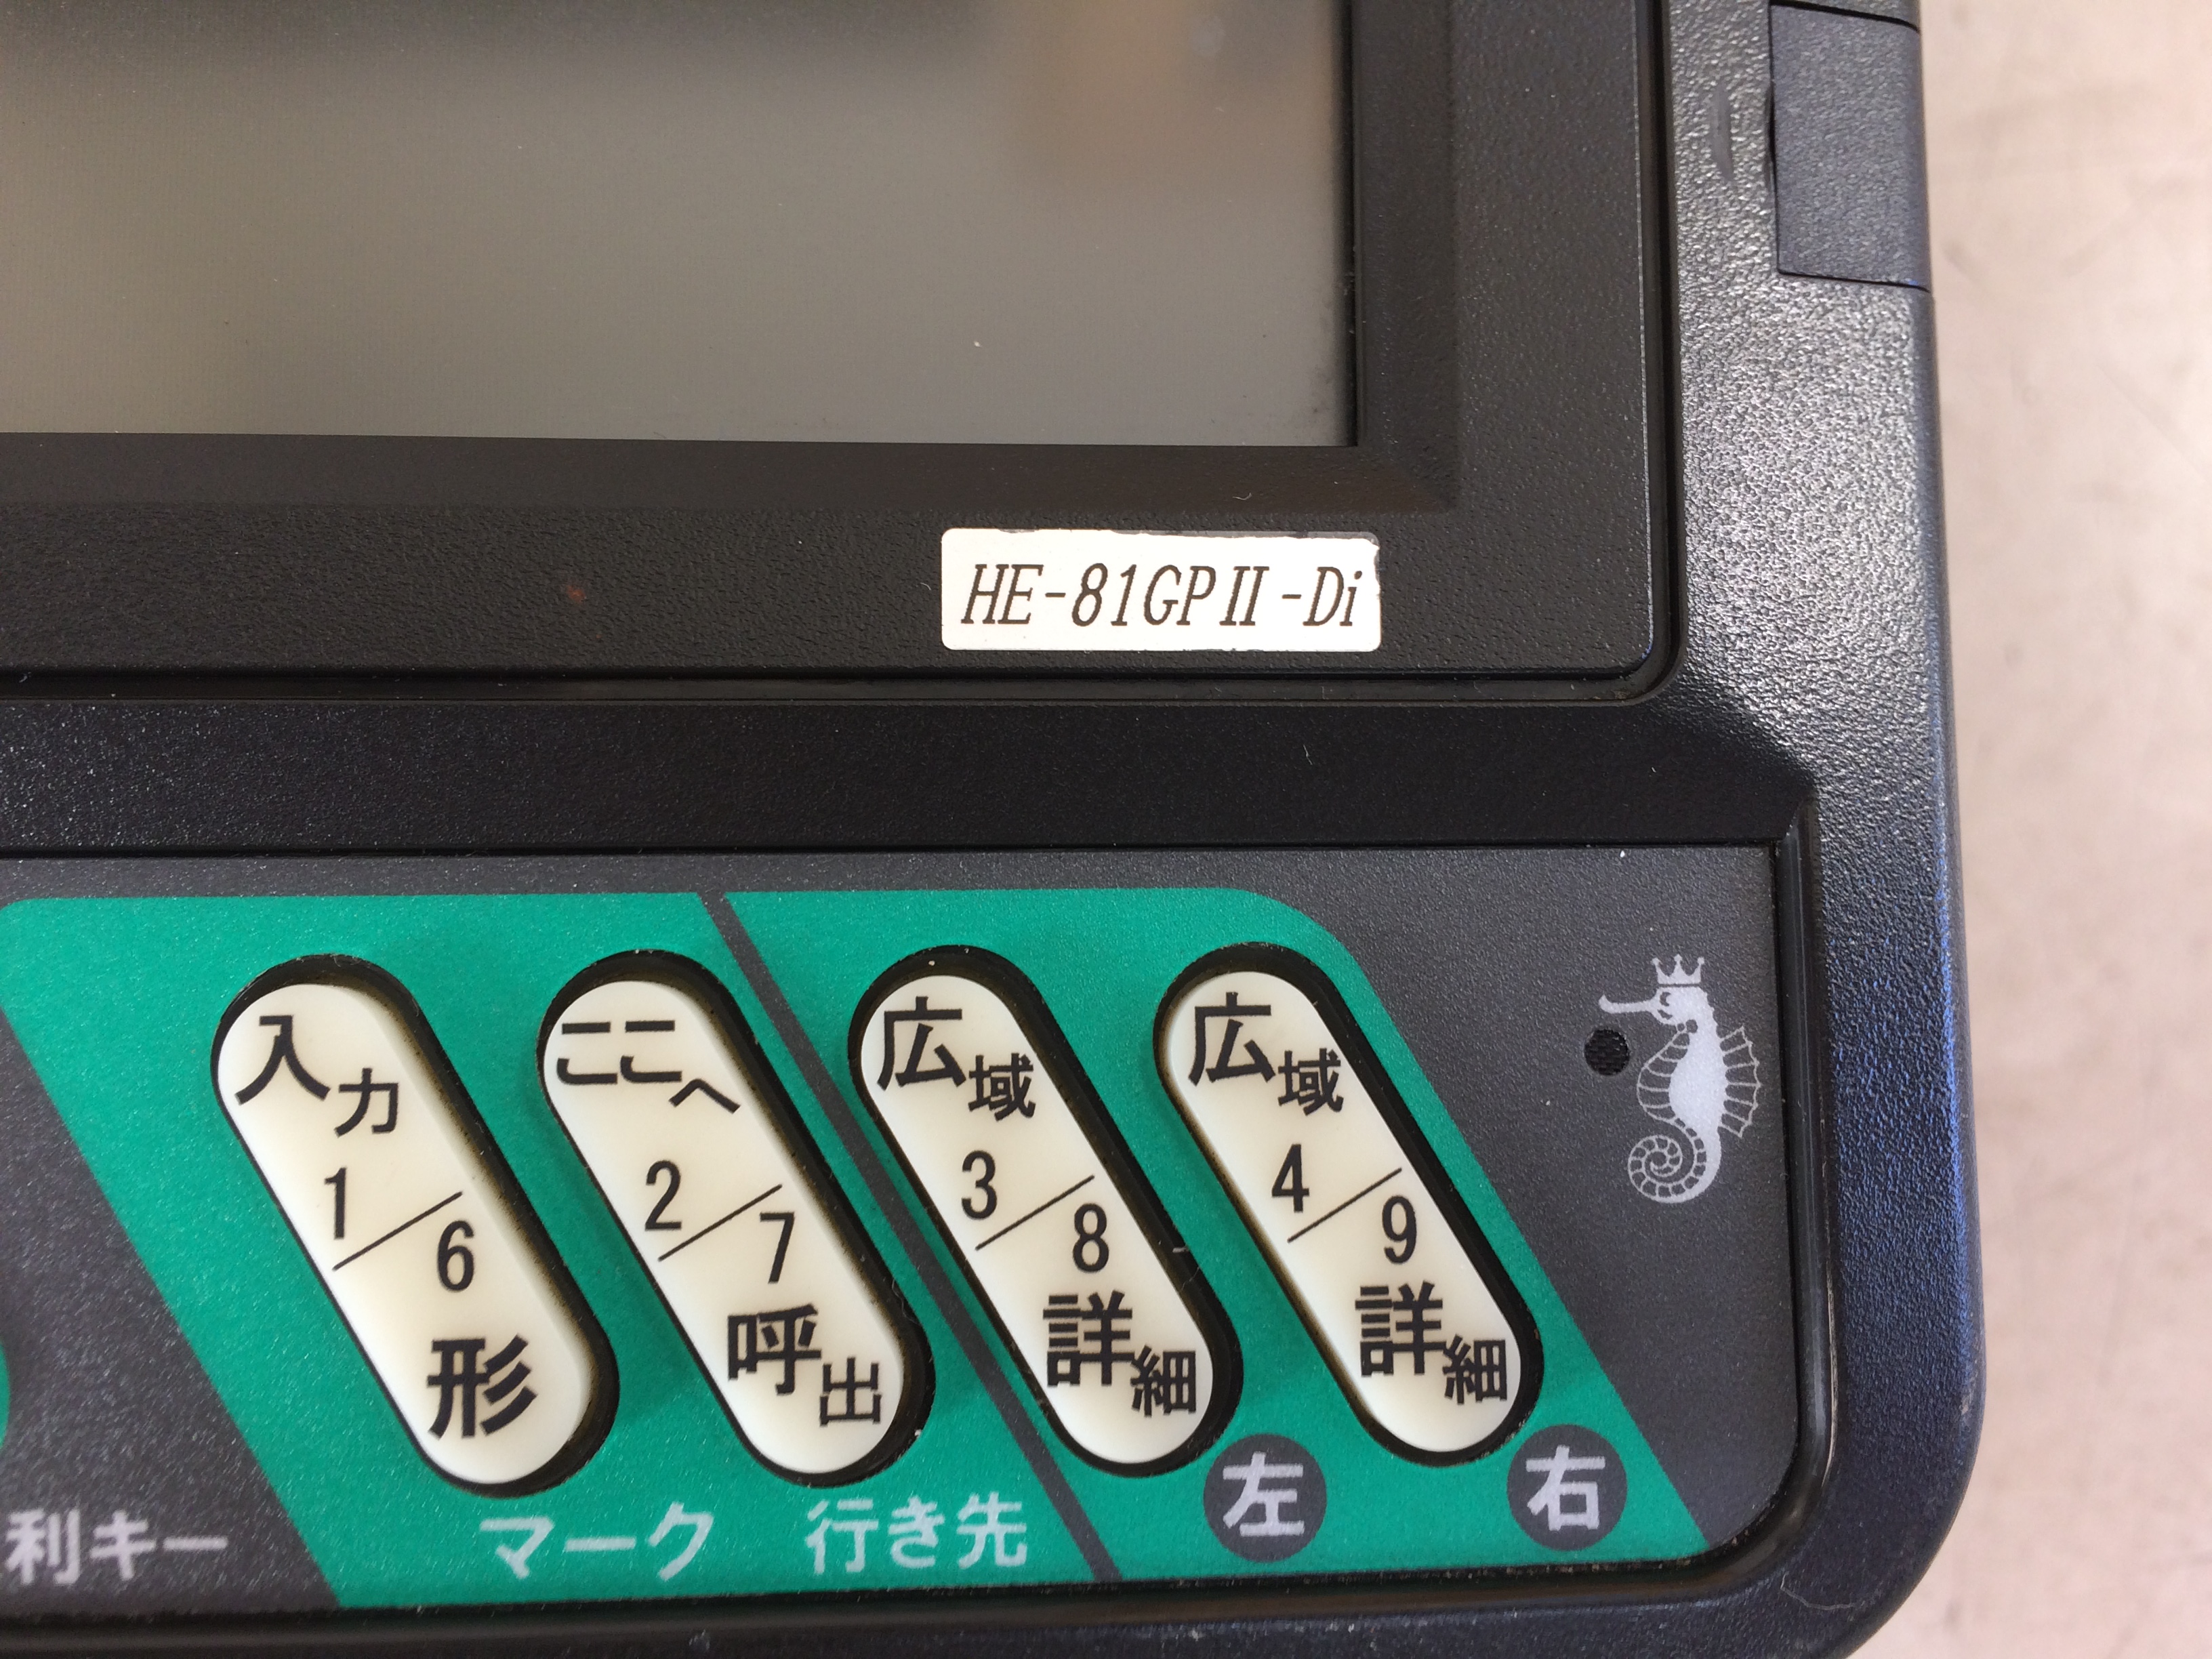 HE-81GPⅡ-Di
入力
1/6
形
ここへ
2/7
呼出
広域
3/8
詳細
広域
4/9
詳細
利キー
マーク
行き先
左
右